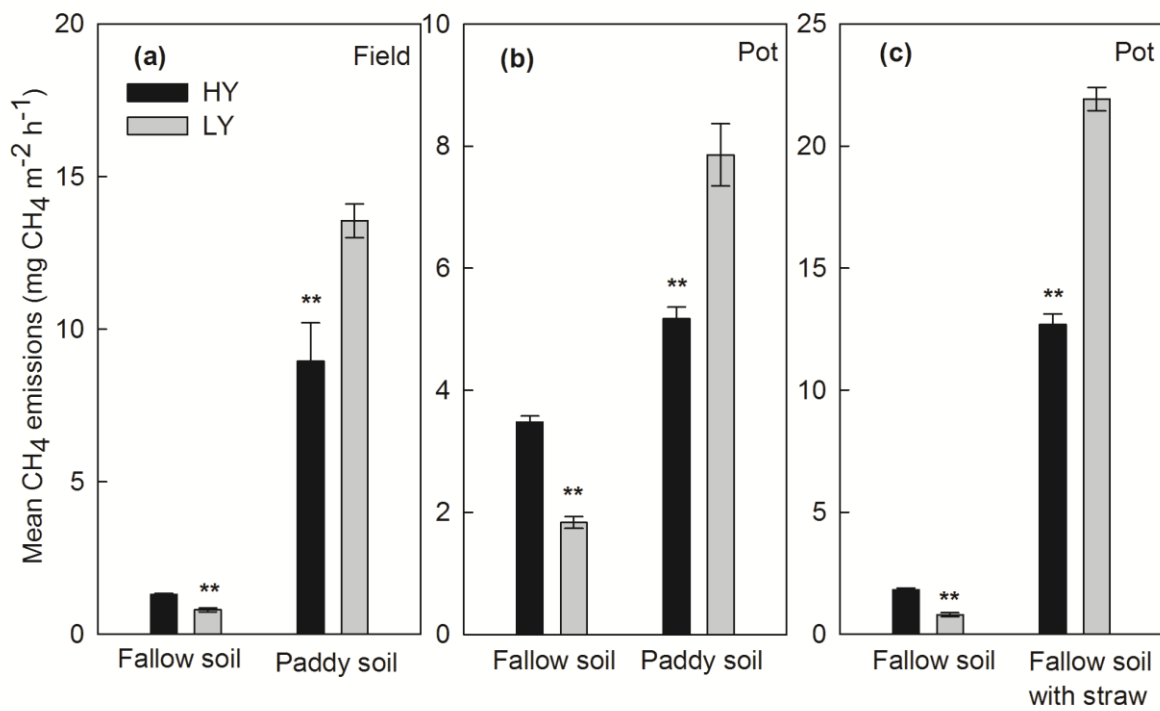 Mean CH4 emissions (mg CH4 m-2 h-1)
(a)
Field
HY
LY
20
15
10
5
0
**
**
Fallow soil
Paddy soil
(b)
Pot
10
8
6
4
2
0
**
**
Fallow soil
Paddy soil
(c)
Pot
25
20
15
10
5
0
**
**
Fallow soil
Fallow soil
with straw